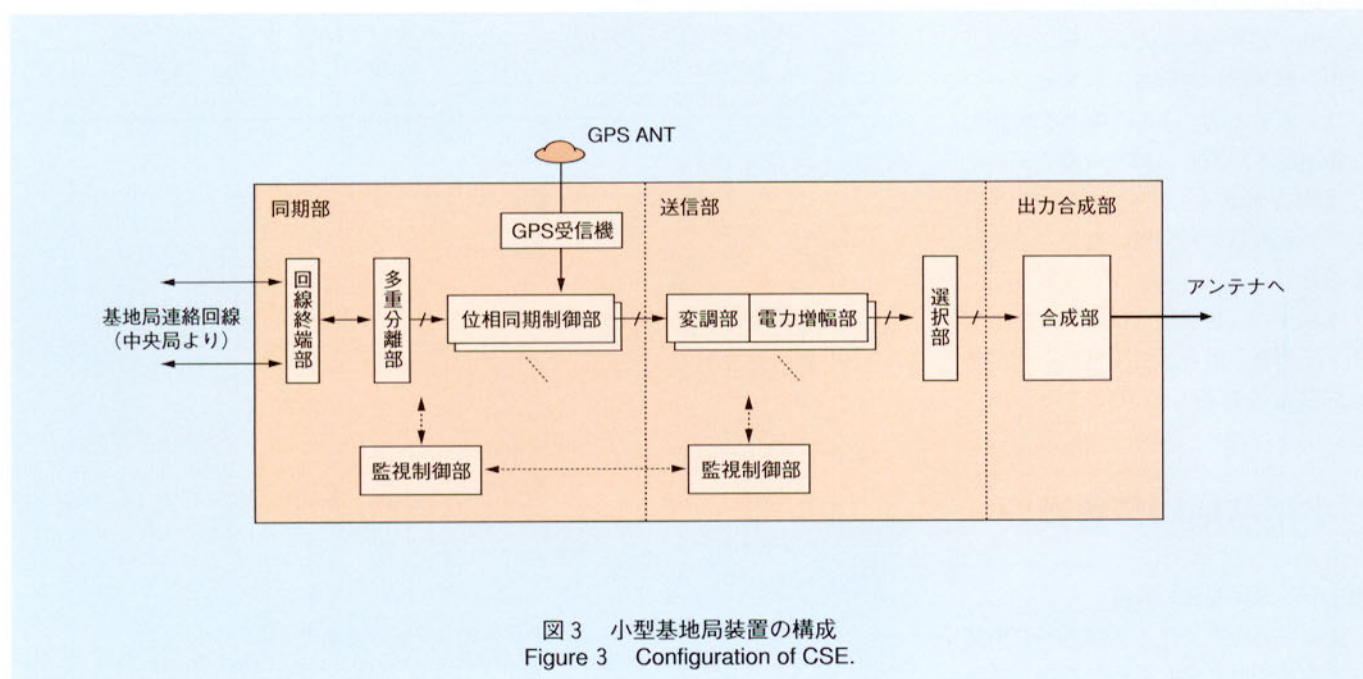 GPS ANT
同期部
送信部
出力合成部
GPS受信機
回線終端部
多重分離部
位相同期制御部
変調部
電力増幅部
選択部
合成部
アンテナへ
基地局連絡回線
（中央局より）
監視制御部
監視制御部
図3 小型基地局装置の構成
Figure 3 Configuration of CSE.